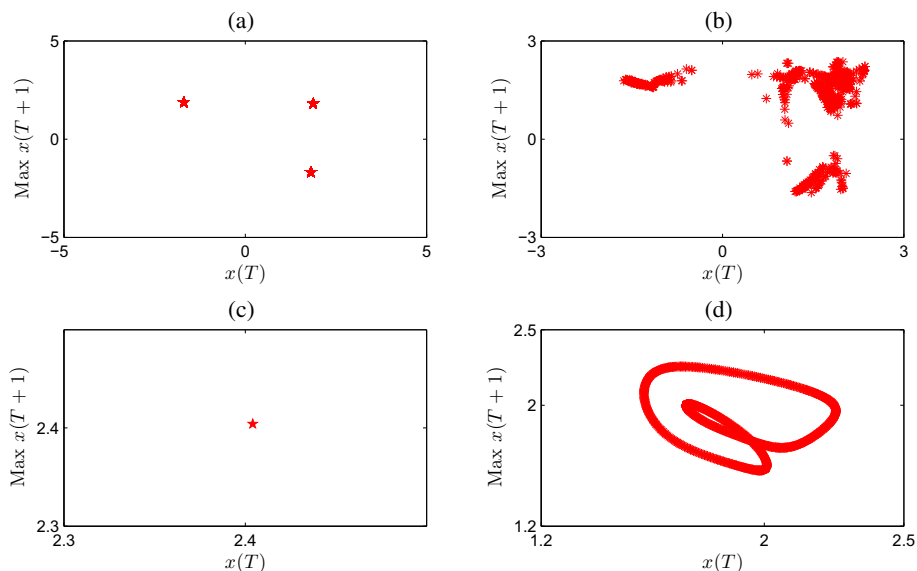 (a)
5
0
−5
−5
0
5
Max x(T + 1)
x(T)
(b)
3
0
−3
−3
0
3
Max x(T + 1)
x(T)
(c)
2.4
2.3
2.3
2.4
Max x(T + 1)
x(T)
(d)
2.5
2
1.2
1.2
2
2.5
Max x(T + 1)
x(T)